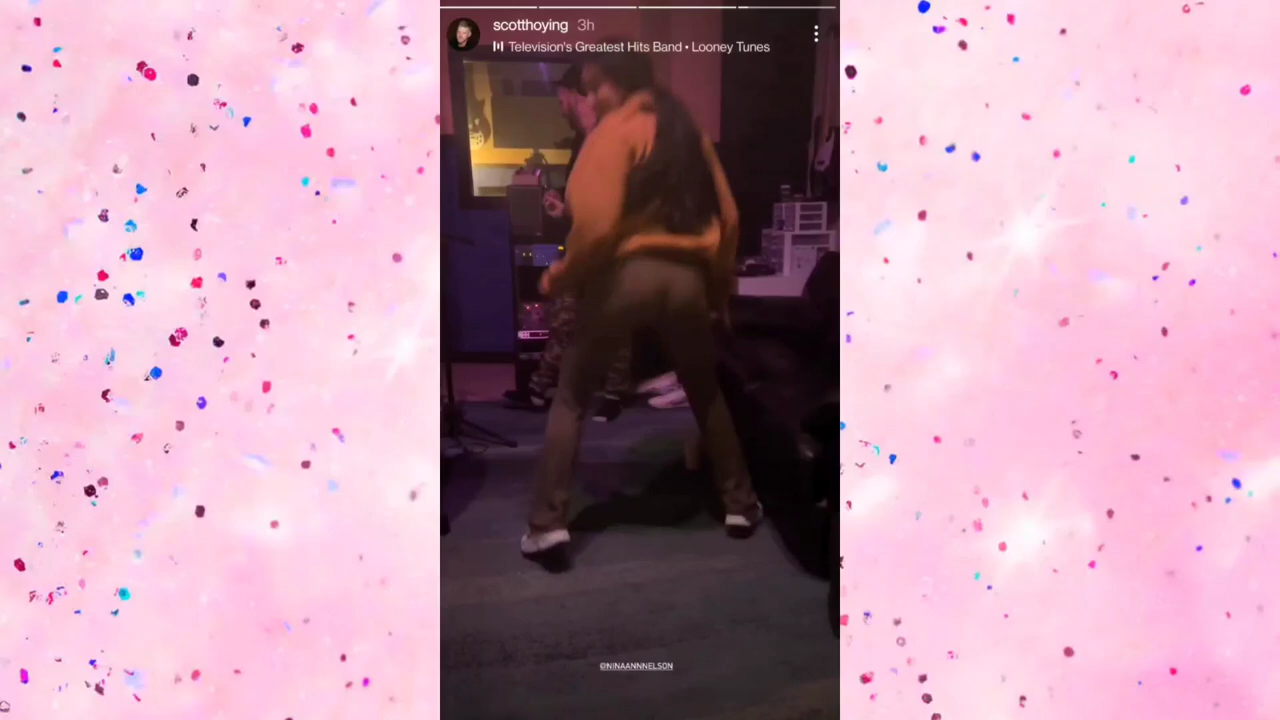 scotthoying 3h
Television's Greatest Hits Band • Looney Tunes
@NINAANNNELSON